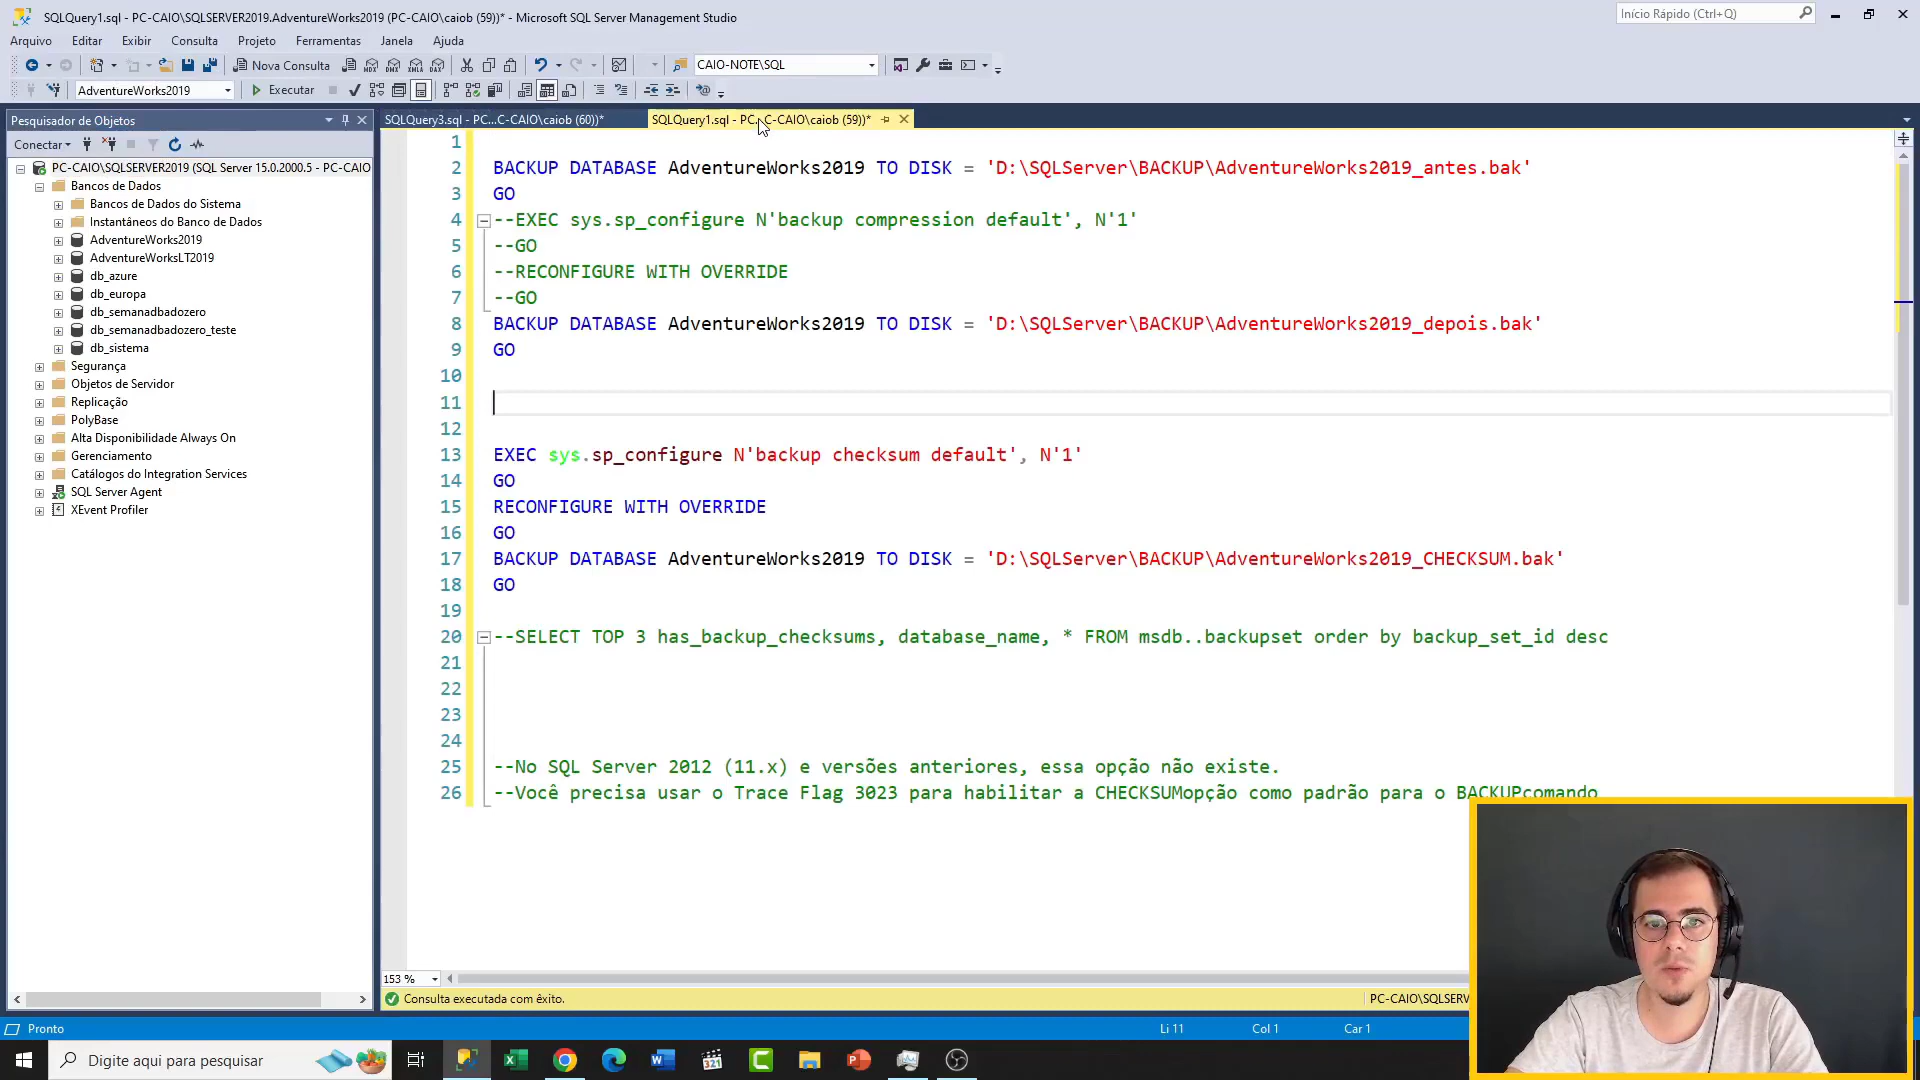 SQLQuery1.sql - PC-CAIO\SQLSERVER2019.AdventureWorks2019 (PC-CAIO\caiob (59))* - Microsoft SQL Server Management Studio
Início Rápido (Ctrl+Q)
Arquivo Editar Exibir Consulta Projeto Ferramentas Janela Ajuda
Nova Consulta
CAIO-NOTE\SQL
AdventureWorks2019
Executar
Pesquisador de Objetos
SQLQuery3.sql - PC...C-CAIO\caiob (60))*
SQLQuery1.sql - PC...C-CAIO\caiob (59))*
Conectar
PC-CAIO\SQLSERVER2019 (SQL Server 15.0.2000.5 - PC-CAIO
Bancos de Dados
Bancos de Dados do Sistema
Instantâneos do Banco de Dados
AdventureWorks2019
AdventureWorksLT2019
db_azure
db_europa
db_semanadbadozero
db_semanadbadozero_teste
db_sistema
Segurança
Objetos de Servidor
Replicação
PolyBase
Alta Disponibilidade Always On
Gerenciamento
Catálogos do Integration Services
SQL Server Agent
XEvent Profiler
1
2 BACKUP DATABASE AdventureWorks2019 TO DISK = 'D:\SQLServer\BACKUP\AdventureWorks2019_antes.bak'
3 GO
4 --EXEC sys.sp_configure N'backup compression default', N'1'
5 --GO
6 --RECONFIGURE WITH OVERRIDE
7 --GO
8 BACKUP DATABASE AdventureWorks2019 TO DISK = 'D:\SQLServer\BACKUP\AdventureWorks2019_depois.bak'
9 GO
10
11
12
13 EXEC sys.sp_configure N'backup checksum default', N'1'
14 GO
15 RECONFIGURE WITH OVERRIDE
16 GO
17 BACKUP DATABASE AdventureWorks2019 TO DISK = 'D:\SQLServer\BACKUP\AdventureWorks2019_CHECKSUM.bak'
18 GO
19
20 --SELECT TOP 3 has_backup_checksums, database_name, * FROM msdb..backupset order by backup_set_id desc
21
22
23
24
25 --No SQL Server 2012 (11.x) e versões anteriores, essa opção não existe.
26 --Você precisa usar o Trace Flag 3023 para habilitar a CHECKSUMopção como padrão para o BACKUPcomando
153 %
Consulta executada com êxito.
PC-CAIO\SQLSERV
Pronto
Li 11
Col 1
Car 1
Digite aqui para pesquisar